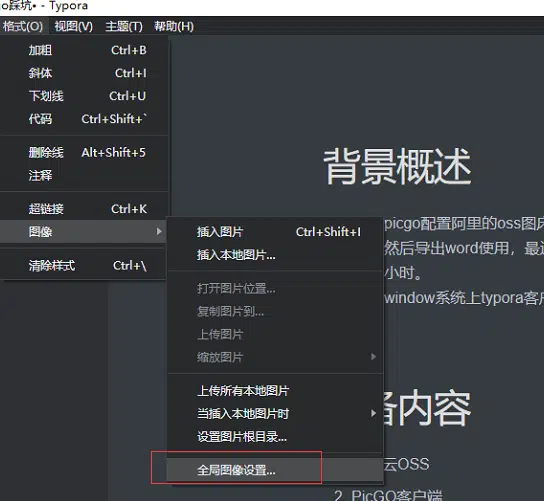 go踩坑• - Typora
格式(O) 视图(V) 主题(T) 帮助(H)
加粗 Ctrl+B
斜体 Ctrl+I
下划线 Ctrl+U
代码 Ctrl+Shift+`
删除线 Alt+Shift+5
注释
超链接 Ctrl+K
图像
清除样式 Ctrl+\
插入图片 Ctrl+Shift+I
插入本地图片...
打开图片位置...
复制图片到...
上传图片
缩放图片
上传所有本地图片
当插入本地图片时
设置图片根目录...
全局图像设置...
背景概述
picgo配置阿里的oss图床
然后导出word使用，最近
小时。
window系统上typora客户
备内容
云OSS
2. PicGO客户端